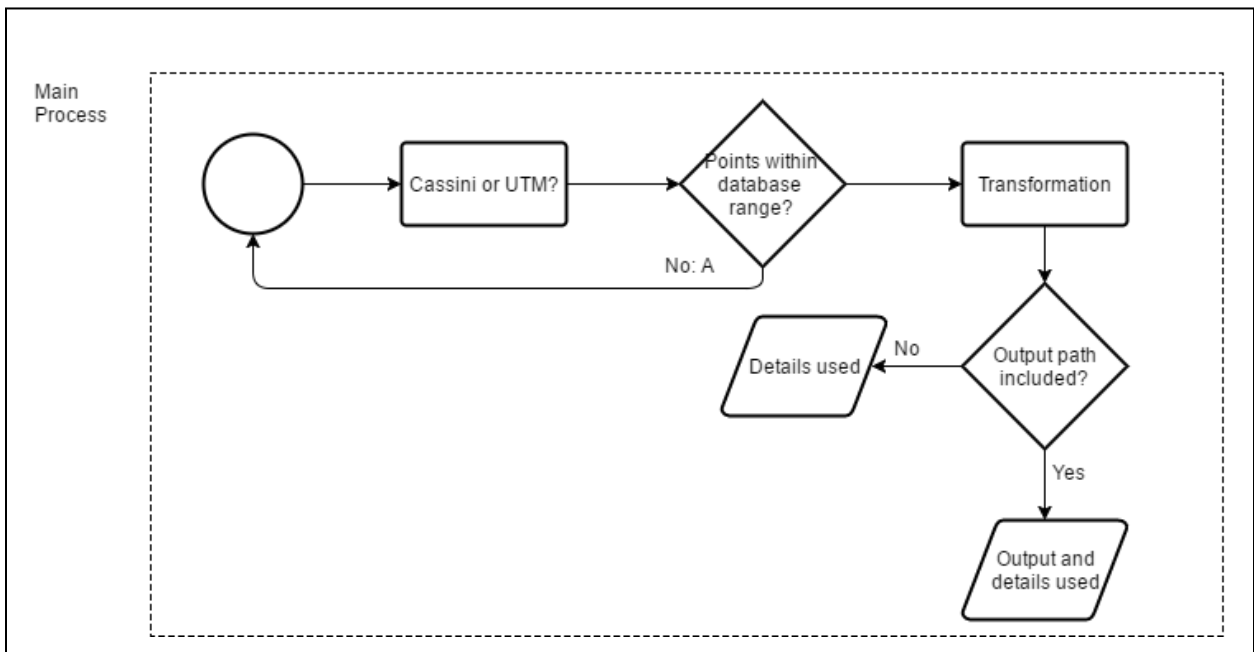 Main
Process
Cassini or UTM?
Points within
database
range?
Transformation
No: A
Details used
No
Output path
included?
Yes
Output and
details used